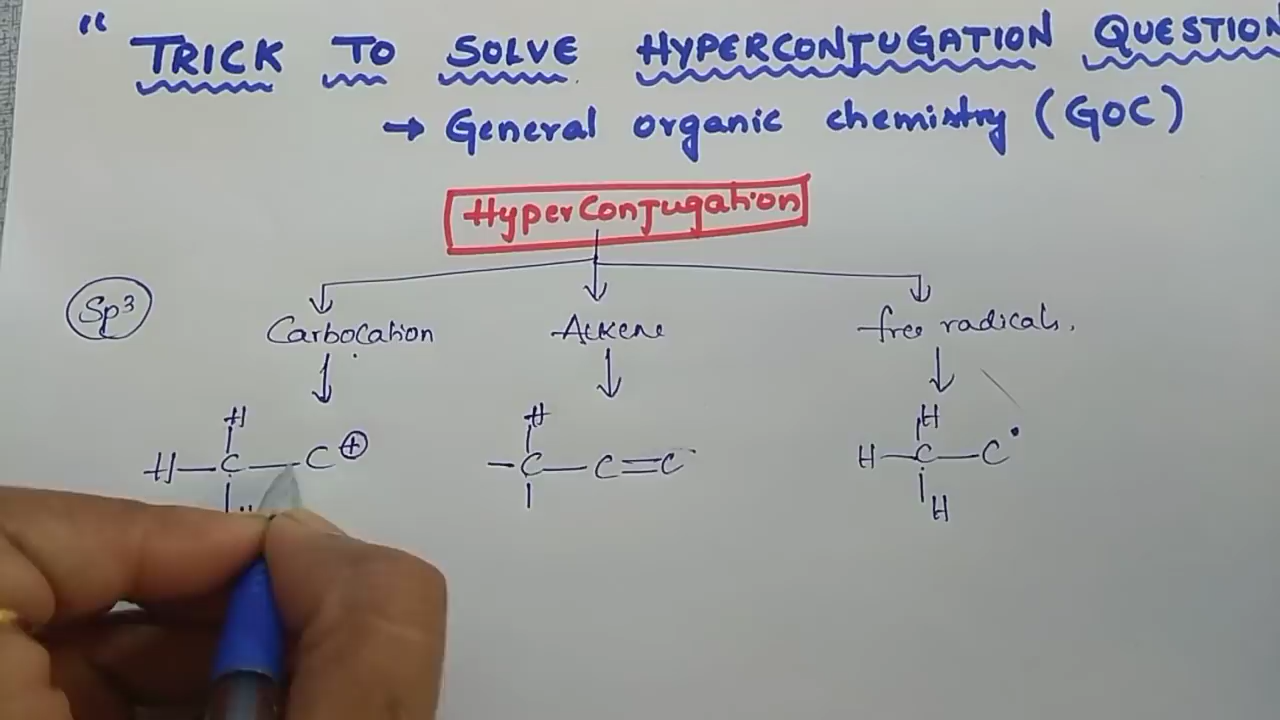 " TRICK TO SOLVE HYPERCONJUGATION QUESTION
→ General organic chemistry (GOC)
HyperConjugation
Sp³
Carbocation Alkene free radicals.
H H H
H—C—C⊕ —C—C=C H—C—C•
H